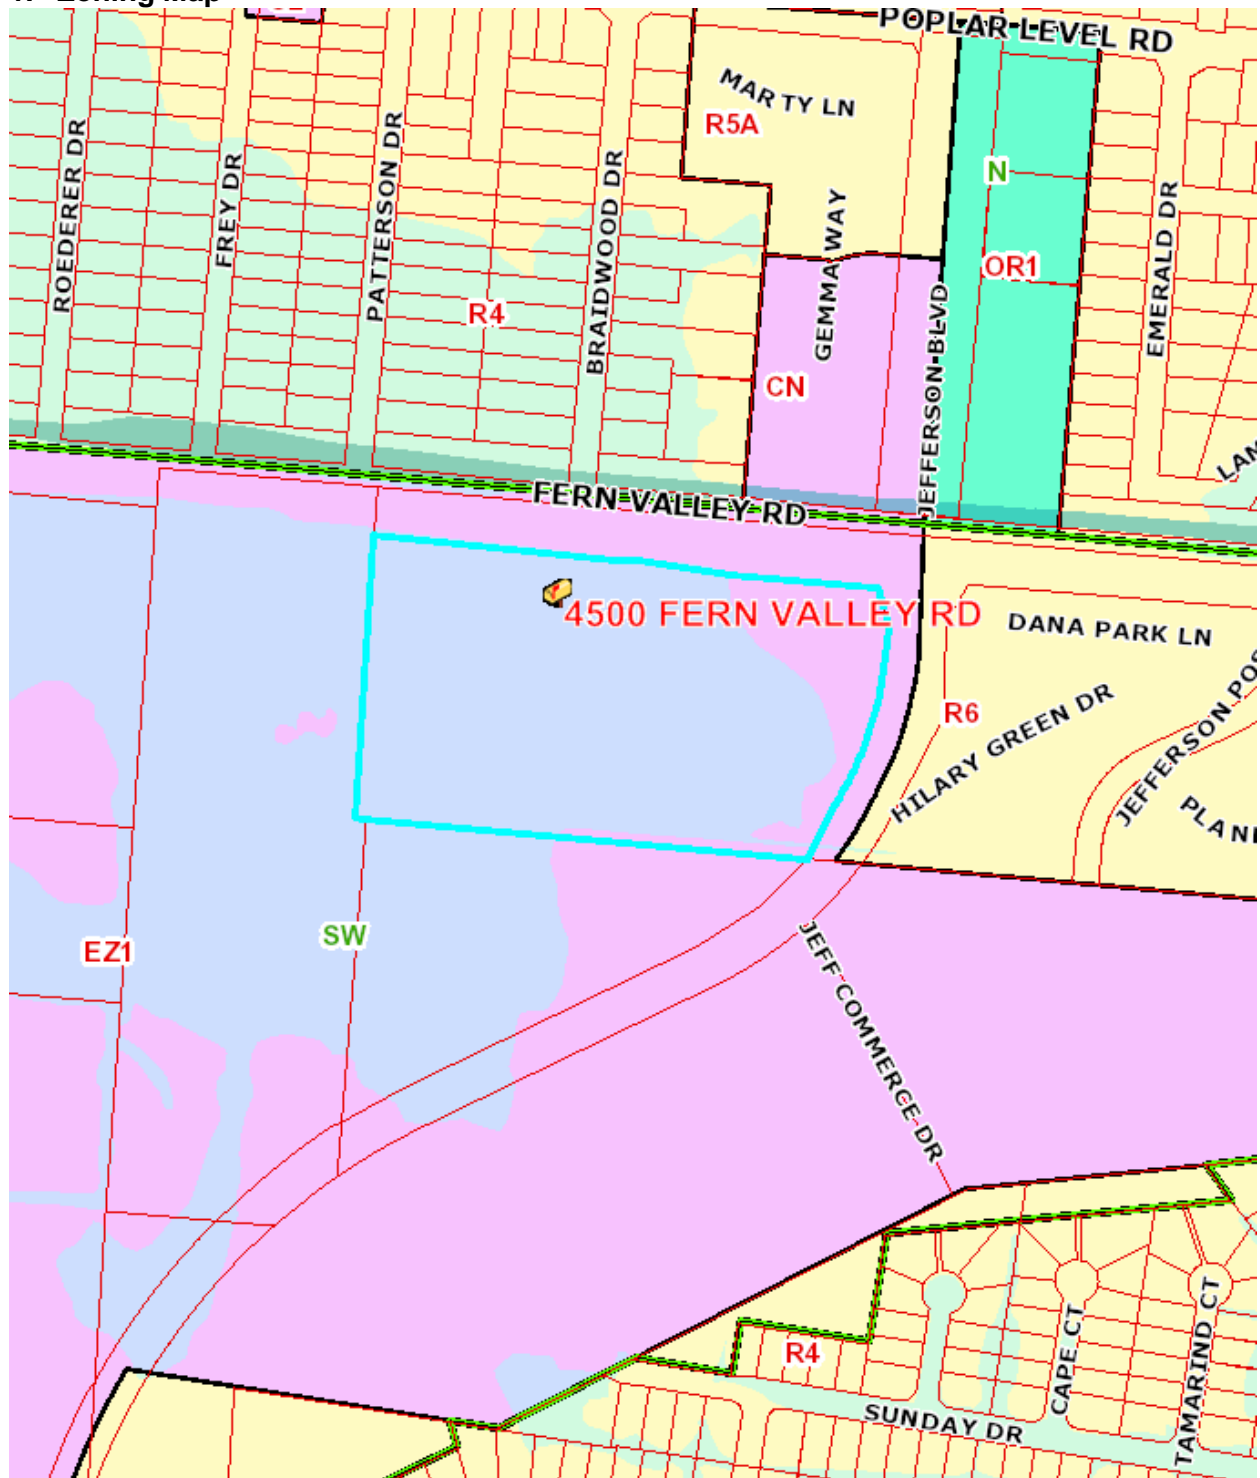 Zoning Map
POPLAR LEVEL RD
MARTY LN
R5A
N
ROEDERER DR
FREY DR
PATTERSON DR
BRAIDWOOD DR
GEMMA WAY
OR1
EMERALD DR
R4
JEFFERSON BLVD
CN
FERN VALLEY RD
4500 FERN VALLEY RD
DANA PARK LN
R6
HILARY GREEN DR
SW
EZ1
JEFF COMMERCE DR
R4
CAPE CT
TAMARIND CT
SUNDAY DR